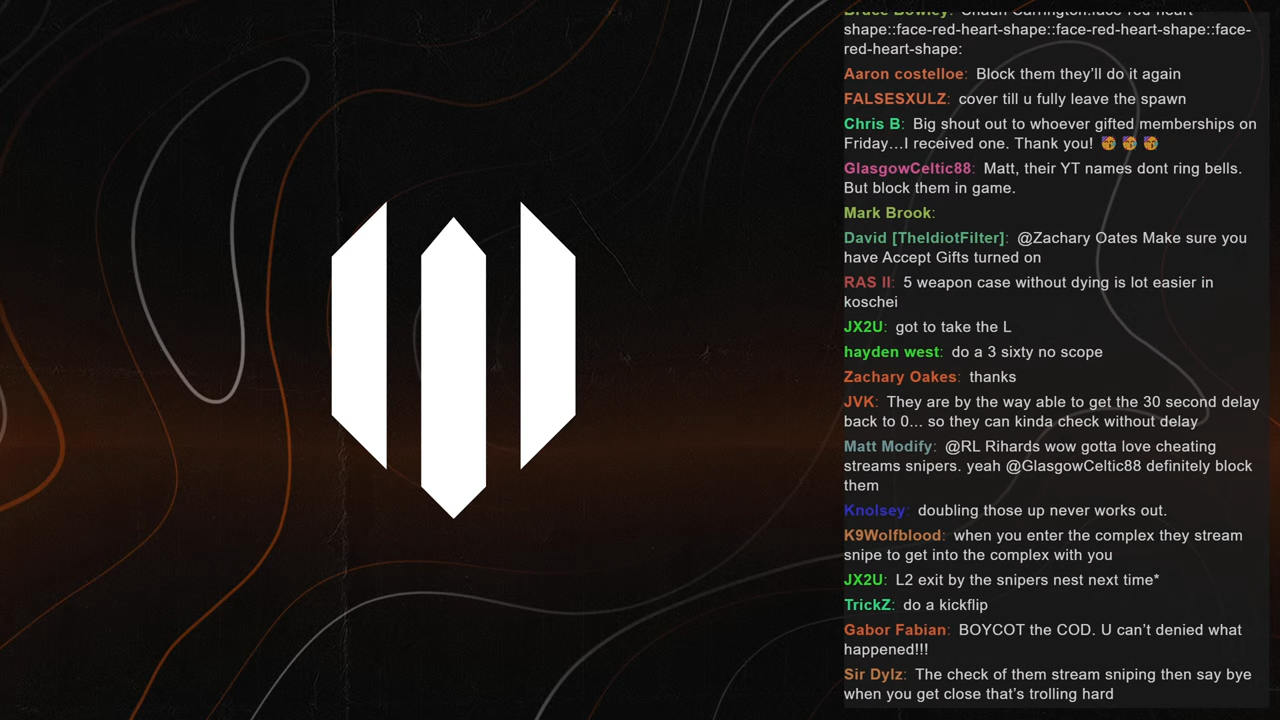 Bruce Bowley: Shaun Carrington:face-red-heart-
shape::face-red-heart-shape::face-red-heart-shape::face-
red-heart-shape:
Aaron costelloe: Block them they’ll do it again
FALSESXULZ: cover till u fully leave the spawn
Chris B: Big shout out to whoever gifted memberships on
Friday…I received one. Thank you! 🥳 🥳 🥳
GlasgowCeltic88: Matt, their YT names dont ring bells.
But block them in game.
Mark Brook:
David [TheIdiotFilter]: @Zachary Oates Make sure you
have Accept Gifts turned on
RAS II: 5 weapon case without dying is lot easier in
koschei
JX2U: got to take the L
hayden west: do a 3 sixty no scope
Zachary Oakes: thanks
JVK: They are by the way able to get the 30 second delay
back to 0... so they can kinda check without delay
Matt Modify: @RL Rihards wow gotta love cheating
streams snipers. yeah @GlasgowCeltic88 definitely block
them
Knolsey: doubling those up never works out.
K9Wolfblood: when you enter the complex they stream
snipe to get into the complex with you
JX2U: L2 exit by the snipers nest next time*
TrickZ: do a kickflip
Gabor Fabian: BOYCOT the COD. U can’t denied what
happened!!!
Sir Dylz: The check of them stream sniping then say bye
when you get close that’s trolling hard